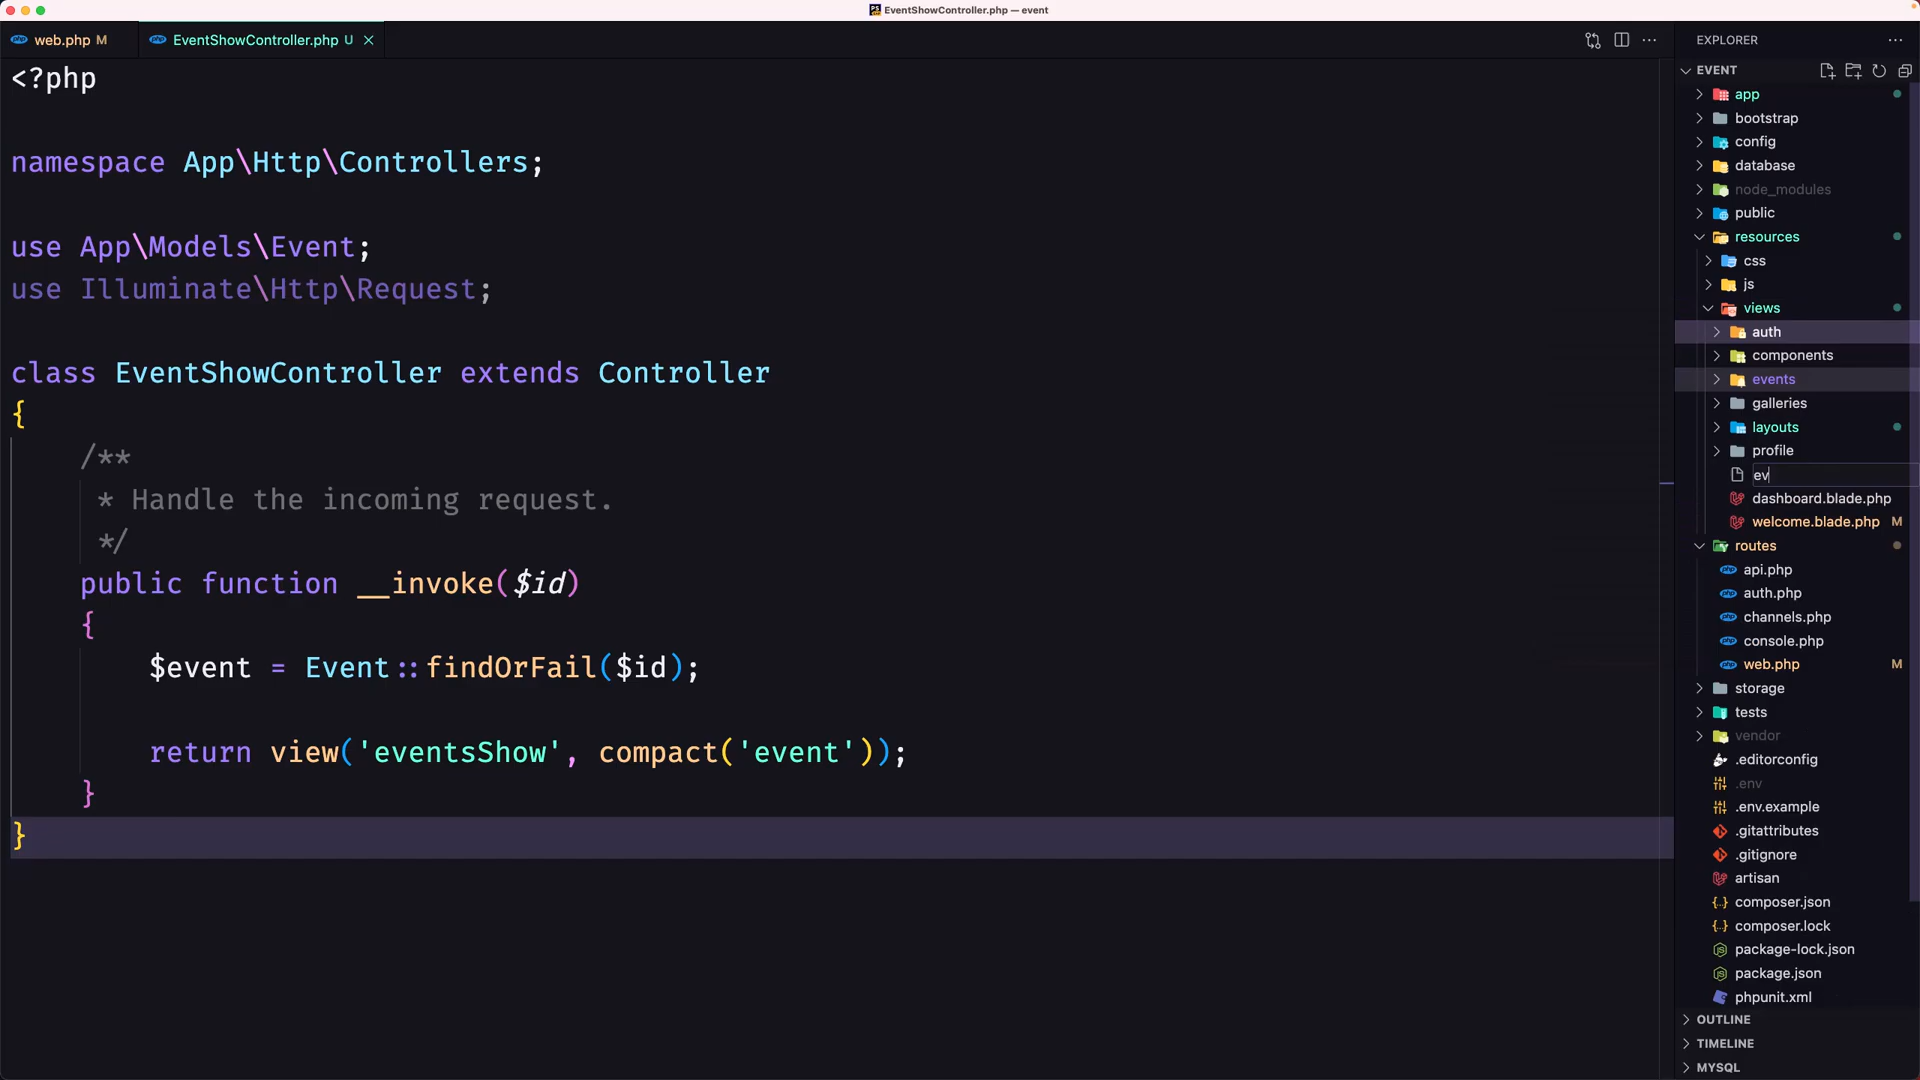 EventShowController.php — event
web.php M
EventShowController.php U
<?php
namespace App\Http\Controllers;
use App\Models\Event;
use Illuminate\Http\Request;
class EventShowController extends Controller
{
/**
* Handle the incoming request.
*/
public function __invoke($id)
{
$event = Event::findOrFail($id);
return view('eventsShow', compact('event'));
}
}
EXPLORER
EVENT
app
bootstrap
config
database
node_modules
public
resources
css
js
views
auth
components
events
galleries
layouts
profile
ev
dashboard.blade.php
welcome.blade.php M
routes
api.php
auth.php
channels.php
console.php
web.php M
storage
tests
vendor
.editorconfig
.env
.env.example
.gitattributes
.gitignore
artisan
composer.json
composer.lock
package-lock.json
package.json
phpunit.xml
OUTLINE
TIMELINE
MYSQL